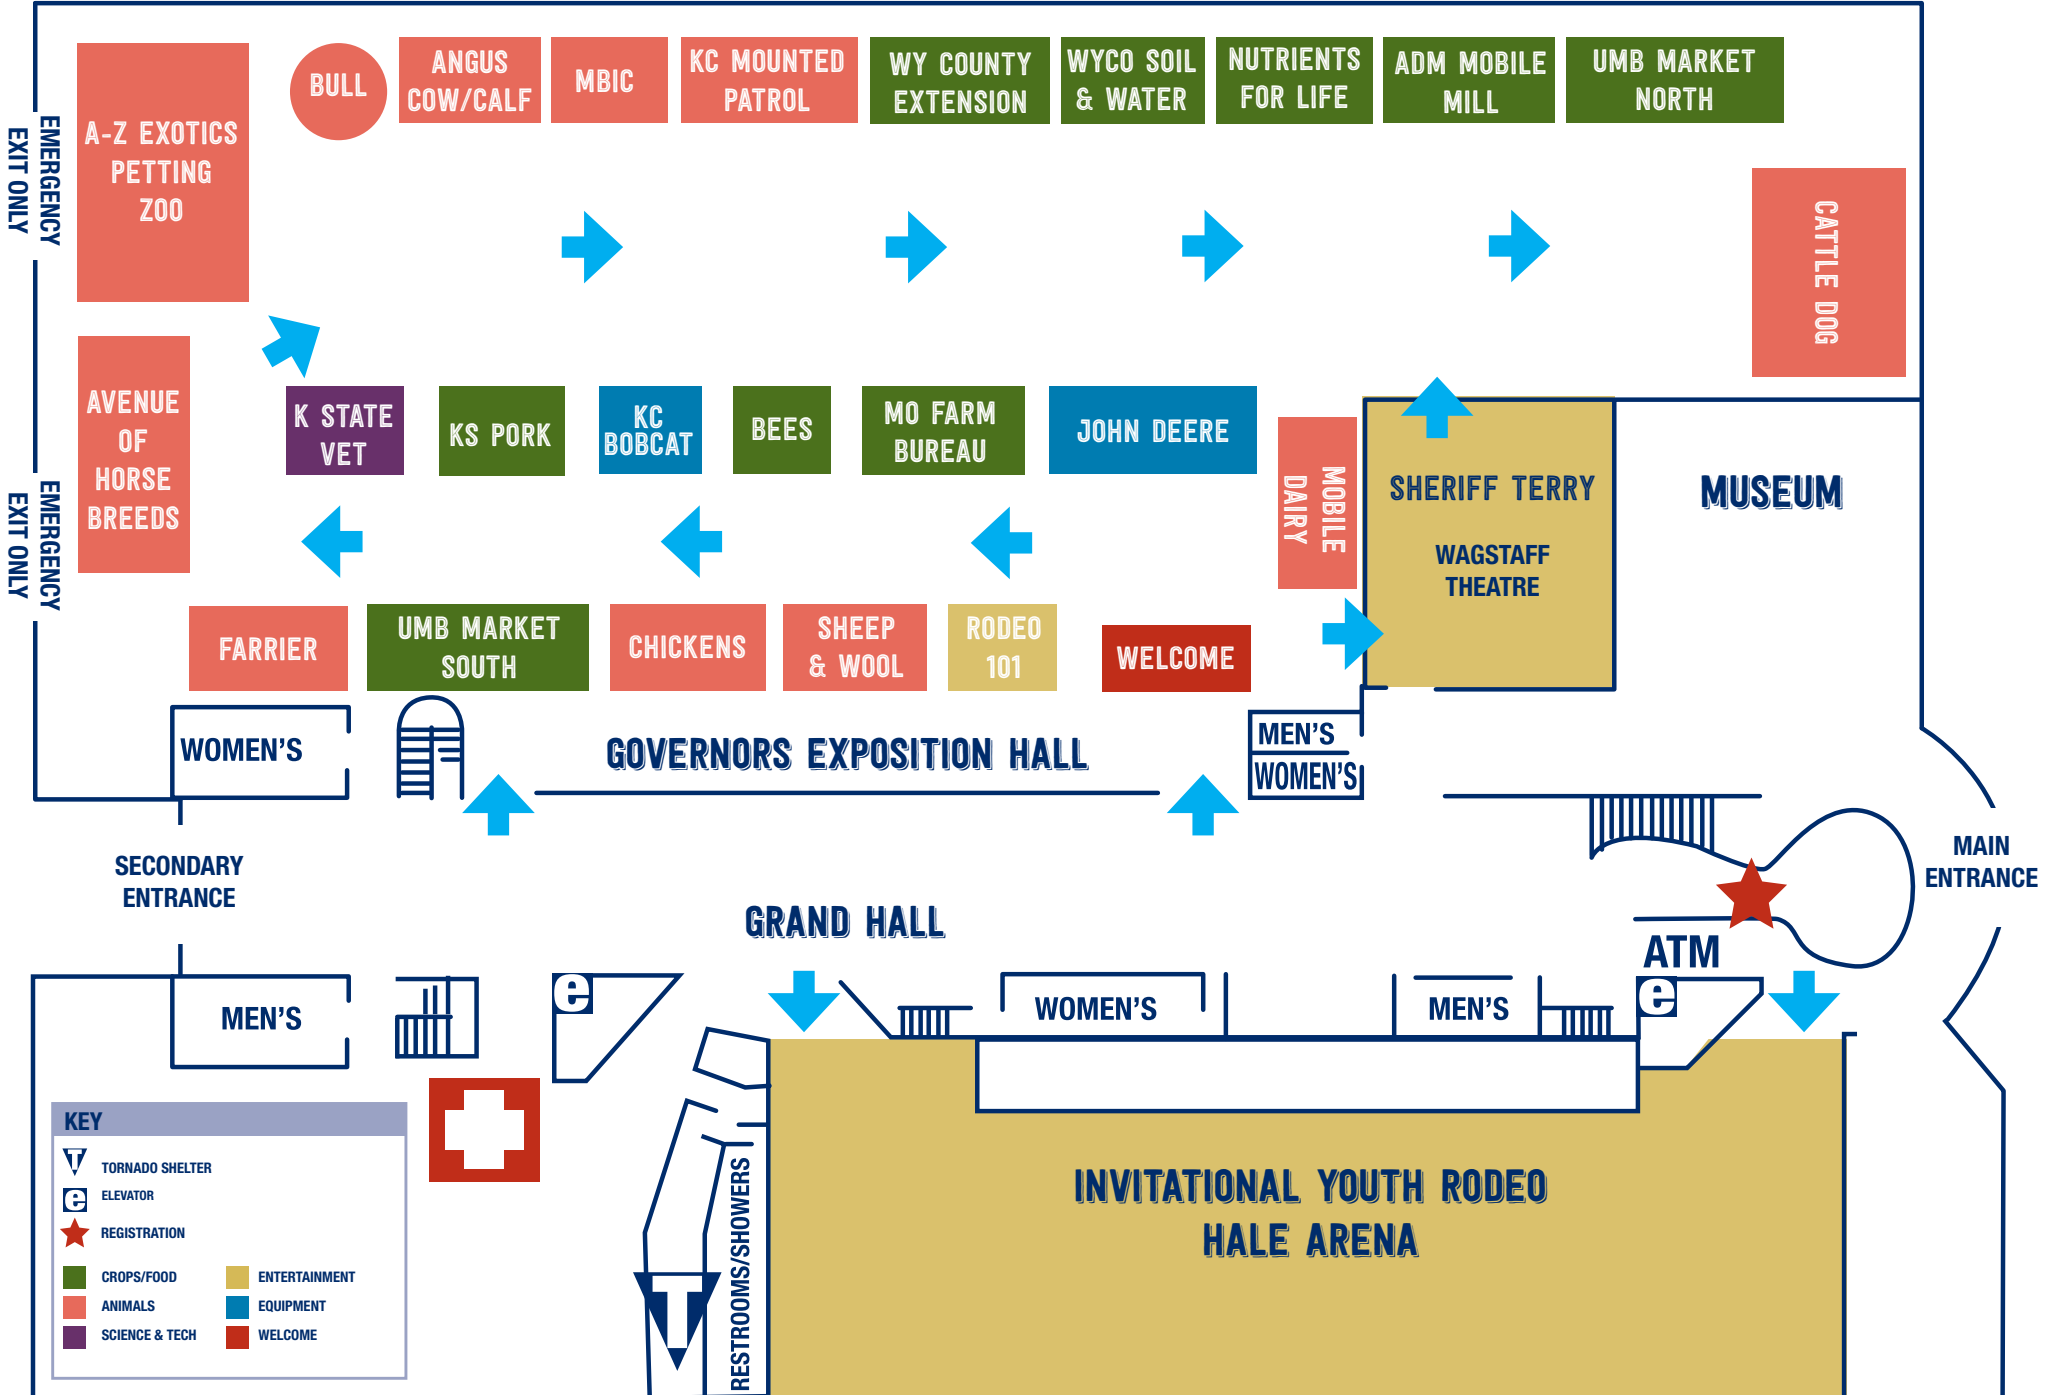 BULL
ANGUS
COW/CALF
MBIC
KC MOUNTED
PATROL
WY COUNTY
EXTENSION
WYCO SOIL
& WATER
NUTRIENTS
FOR LIFE
ADM MOBILE
MILL
UMB MARKET
NORTH
A-Z EXOTICS
PETTING
ZOO
EMERGENCY
EXIT ONLY
CATTLE DOG
AVENUE
OF
HORSE
BREEDS
K STATE
VET
KS PORK
KC
BOBCAT
BEES
MO FARM
BUREAU
JOHN DEERE
MOBILE
DAIRY
SHERIFF TERRY
WAGSTAFF
THEATRE
MUSEUM
EMERGENCY
EXIT ONLY
FARRIER
UMB MARKET
SOUTH
CHICKENS
SHEEP
& WOOL
RODEO
101
WELCOME
WOMEN'S
GOVERNORS EXPOSITION HALL
MEN'S
WOMEN'S
SECONDARY
ENTRANCE
MAIN
ENTRANCE
GRAND HALL
ATM
e
e
MEN'S
WOMEN'S
MEN'S
KEY
T
TORNADO SHELTER
e
ELEVATOR
REGISTRATION
CROPS/FOOD
ENTERTAINMENT
ANIMALS
EQUIPMENT
SCIENCE & TECH
WELCOME
T
RESTROOMS/SHOWERS
INVITATIONAL YOUTH RODEO
HALE ARENA